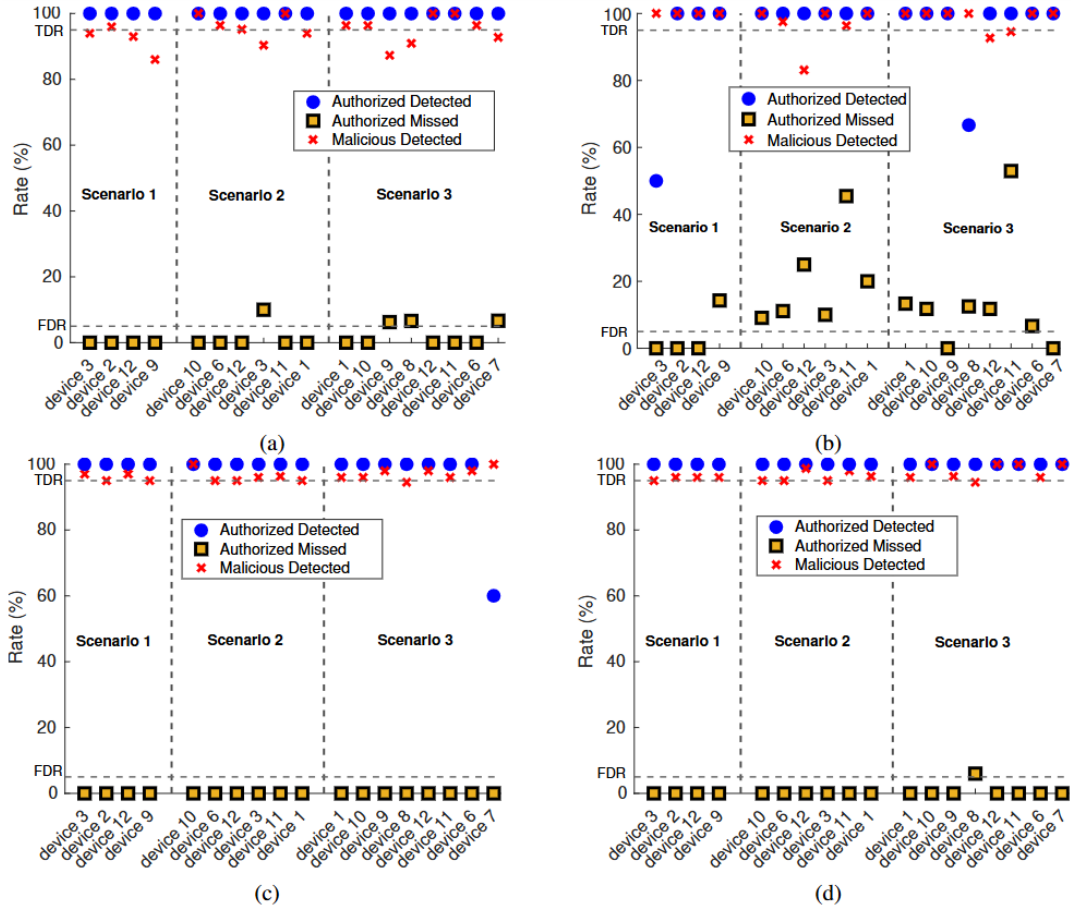 100
TDR
80
60
40
20
FDR
0
Rate (%)
Authorized Detected
Authorized Missed
Malicious Detected
Scenario 1
Scenario 2
Scenario 3
device 3
device 2
device 12
device 9
device 10
device 6
device 12
device 3
device 11
device 1
device 1
device 10
device 9
device 8
device 12
device 11
device 6
device 7
(a)
100
TDR
80
60
40
20
FDR
0
Rate (%)
Authorized Detected
Authorized Missed
Malicious Detected
Scenario 1
Scenario 2
Scenario 3
device 3
device 2
device 12
device 9
device 10
device 6
device 12
device 3
device 11
device 1
device 1
device 10
device 9
device 8
device 12
device 11
device 6
device 7
(b)
100
TDR
80
60
40
20
FDR
0
Rate (%)
Authorized Detected
Authorized Missed
Malicious Detected
Scenario 1
Scenario 2
Scenario 3
device 3
device 2
device 12
device 9
device 10
device 6
device 12
device 3
device 11
device 1
device 1
device 10
device 9
device 8
device 12
device 11
device 6
device 7
(c)
100
TDR
80
60
40
20
FDR
0
Rate (%)
Authorized Detected
Authorized Missed
Malicious Detected
Scenario 1
Scenario 2
Scenario 3
device 3
device 2
device 12
device 9
device 10
device 6
device 12
device 3
device 11
device 1
device 1
device 10
device 9
device 8
device 12
device 11
device 6
device 7
(d)